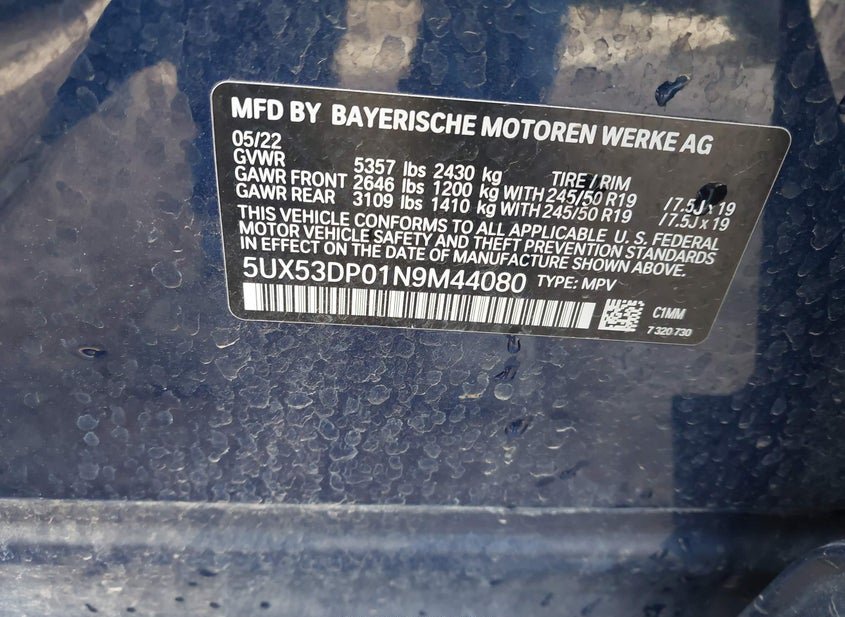 MFD BY BAYERISCHE MOTOREN WERKE AG
05/22
GVWR 5357 lbs 2430 kg TIRE/RIM
GAWR FRONT 2646 lbs 1200 kg WITH 245/50 R19 /7.5J x 19
GAWR REAR 3109 lbs 1410 kg WITH 245/50 R19 /7.5J x 19
THIS VEHICLE CONFORMS TO ALL APPLICABLE U. S. FEDERAL
MOTOR VEHICLE SAFETY AND THEFT PREVENTION STANDARDS
IN EFFECT ON THE DATE OF MANUFACTURE SHOWN ABOVE.
5UX53DP01N9M44080 TYPE: MPV
C1MM
7 320 730